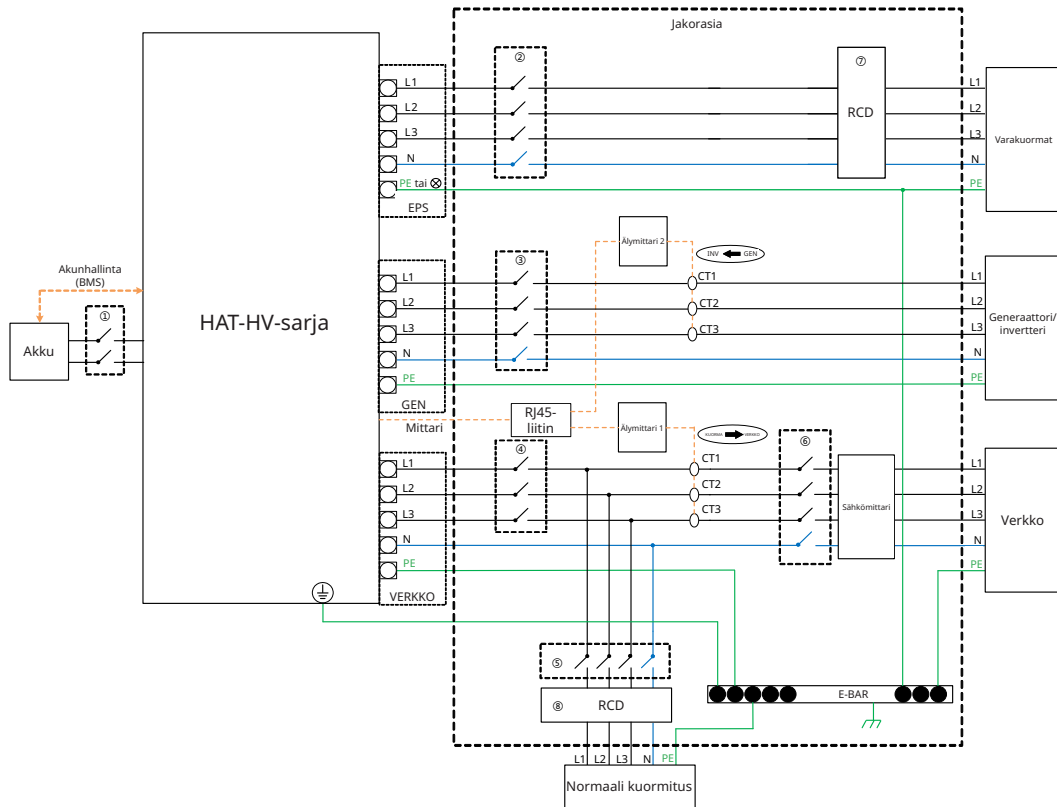 Jakorasia
②
⑦
L1
L2
L3
N
PE tai ⊗
EPS
RCD
L1
L2
L3
N
PE
Varakuormat
Älymittari 2
INV ⬅ GEN
Akunhallinta
(BMS)
①
Akku
HAT-HV-sarja
③
L1
L2
L3
N
PE
GEN
CT1
CT2
CT3
L1
L2
L3
N
PE
Generaattori/
invertteri
Mittari
RJ45-
liitin
Älymittari 1
KUORMA ➡ VERKKO
④
⑥
L1
L2
L3
N
PE
VERKKO
CT1
CT2
CT3
Sähkömittari
L1
L2
L3
N
PE
Verkko
⑤
⑧ RCD
E-BAR
L1 L2 L3 N PE
Normaali kuormitus